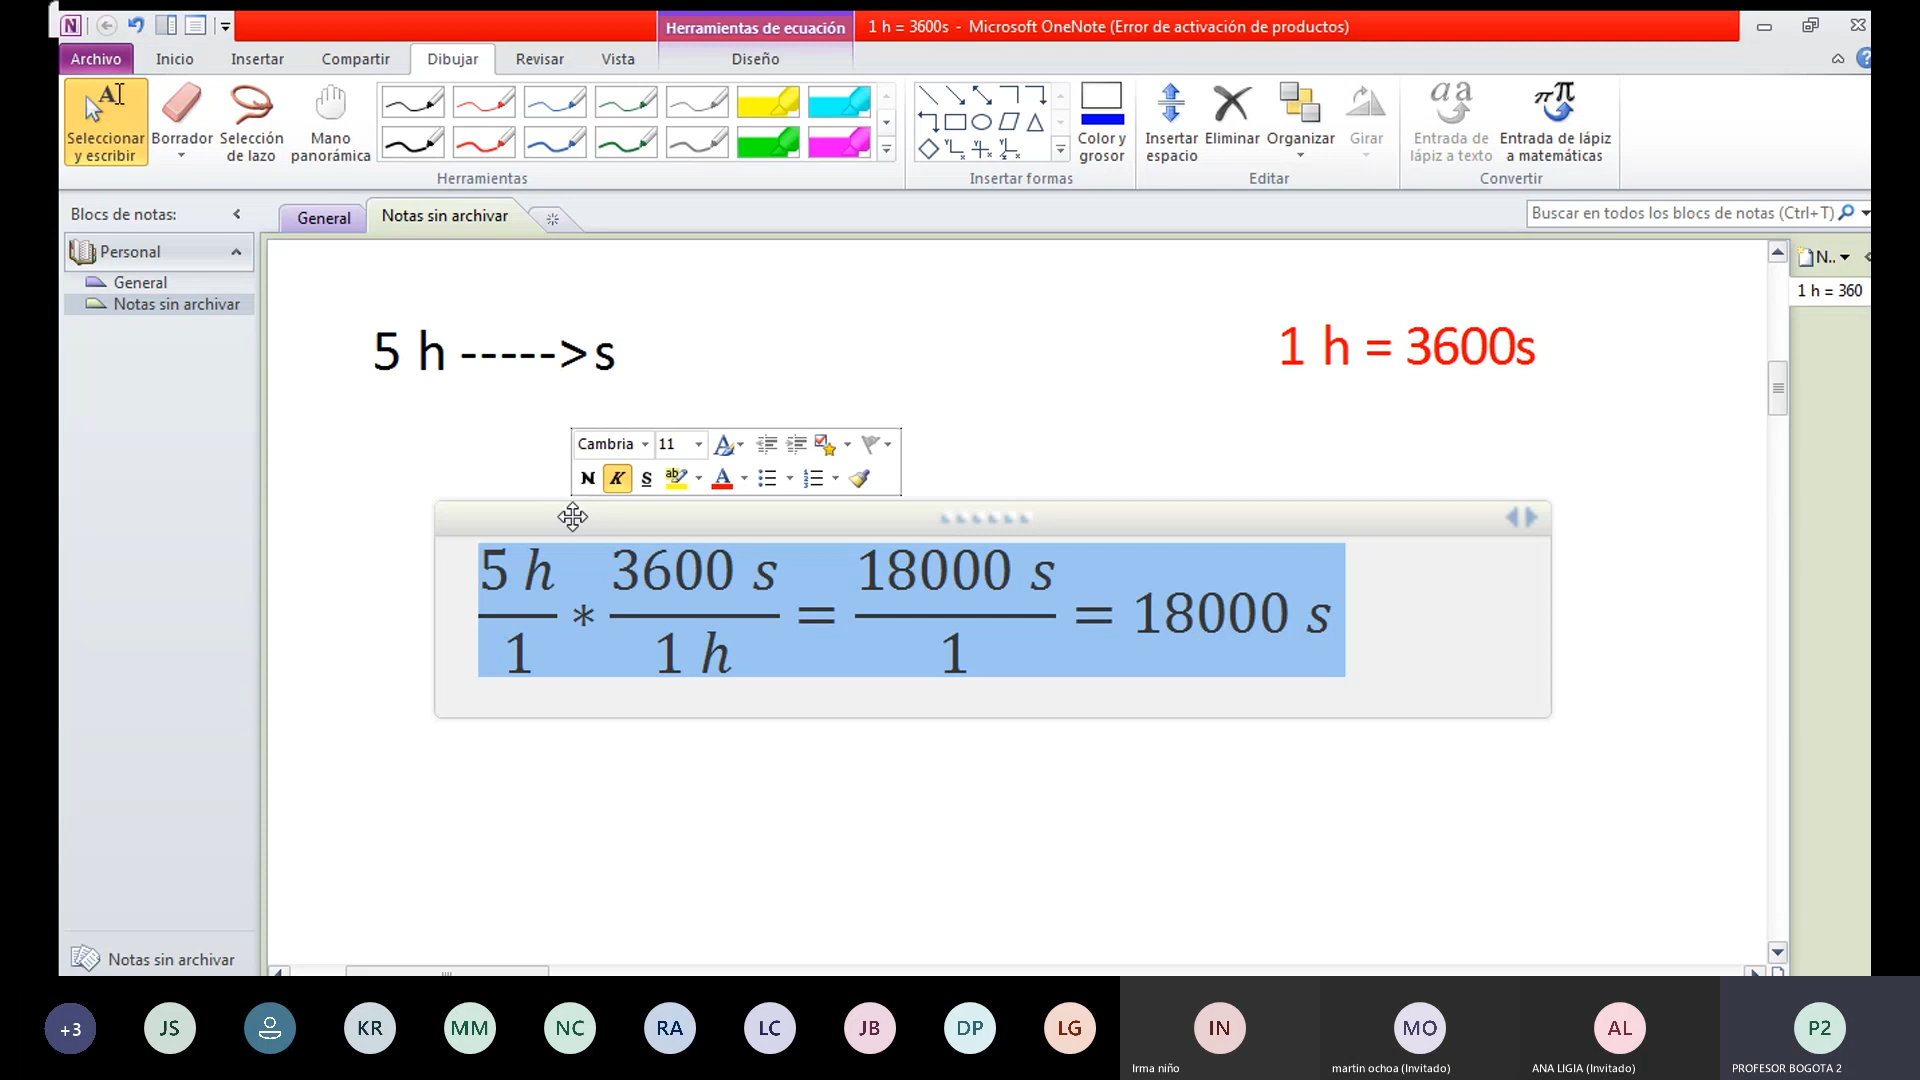 Herramientas de ecuación
1 h = 3600s - Microsoft OneNote (Error de activación de productos)
Archivo Inicio Insertar Compartir Dibujar Revisar Vista Diseño
Seleccionar y escribir
Borrador
Selección de lazo
Mano panorámica
Color y grosor
Insertar espacio
Eliminar
Organizar
Girar
Entrada de lápiz a texto
Entrada de lápiz a matemáticas
Herramientas Insertar formas Editar Convertir
Blocs de notas:
General
Notas sin archivar
Buscar en todos los blocs de notas (Ctrl+T)
Personal
General
Notas sin archivar
N..
1 h = 360
5 h ----->s
1 h = 3600s
Cambria 11
N K S ab A
5 h / 1 * 3600 s / 1 h = 18000 s / 1 = 18000 s
Notas sin archivar
+3 JS KR MM NC RA LC JB DP LG IN MO AL P2
Irma niño
martin ochoa (Invitado)
ANA LIGIA (Invitado)
PROFESOR BOGOTA 2